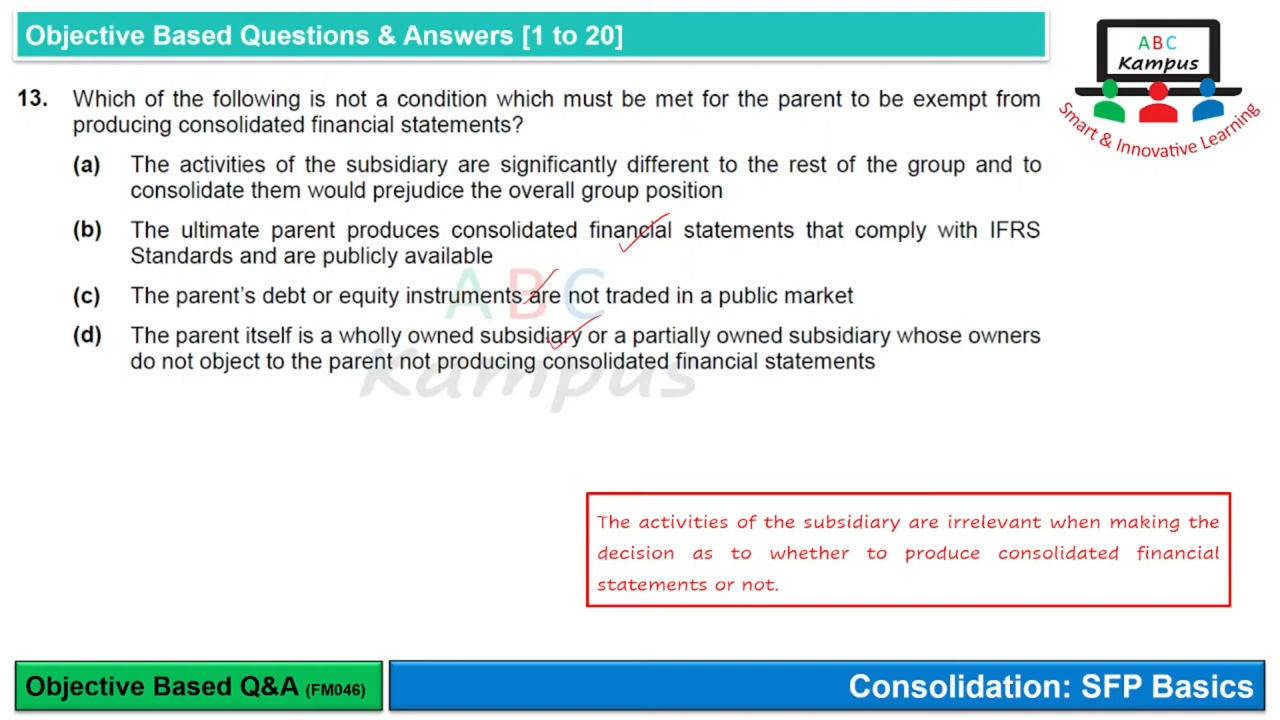 Objective Based Questions & Answers [1 to 20]
ABC
Kampus
Smart & Innovative Learning
13. Which of the following is not a condition which must be met for the parent to be exempt from
producing consolidated financial statements?
(a) The activities of the subsidiary are significantly different to the rest of the group and to
consolidate them would prejudice the overall group position
(b) The ultimate parent produces consolidated financial statements that comply with IFRS
Standards and are publicly available
(c) The parent's debt or equity instruments are not traded in a public market
(d) The parent itself is a wholly owned subsidiary or a partially owned subsidiary whose owners
do not object to the parent not producing consolidated financial statements
ABC
Kampus
The activities of the subsidiary are irrelevant when making the
decision as to whether to produce consolidated financial
statements or not.
Objective Based Q&A (FM046)
Consolidation: SFP Basics